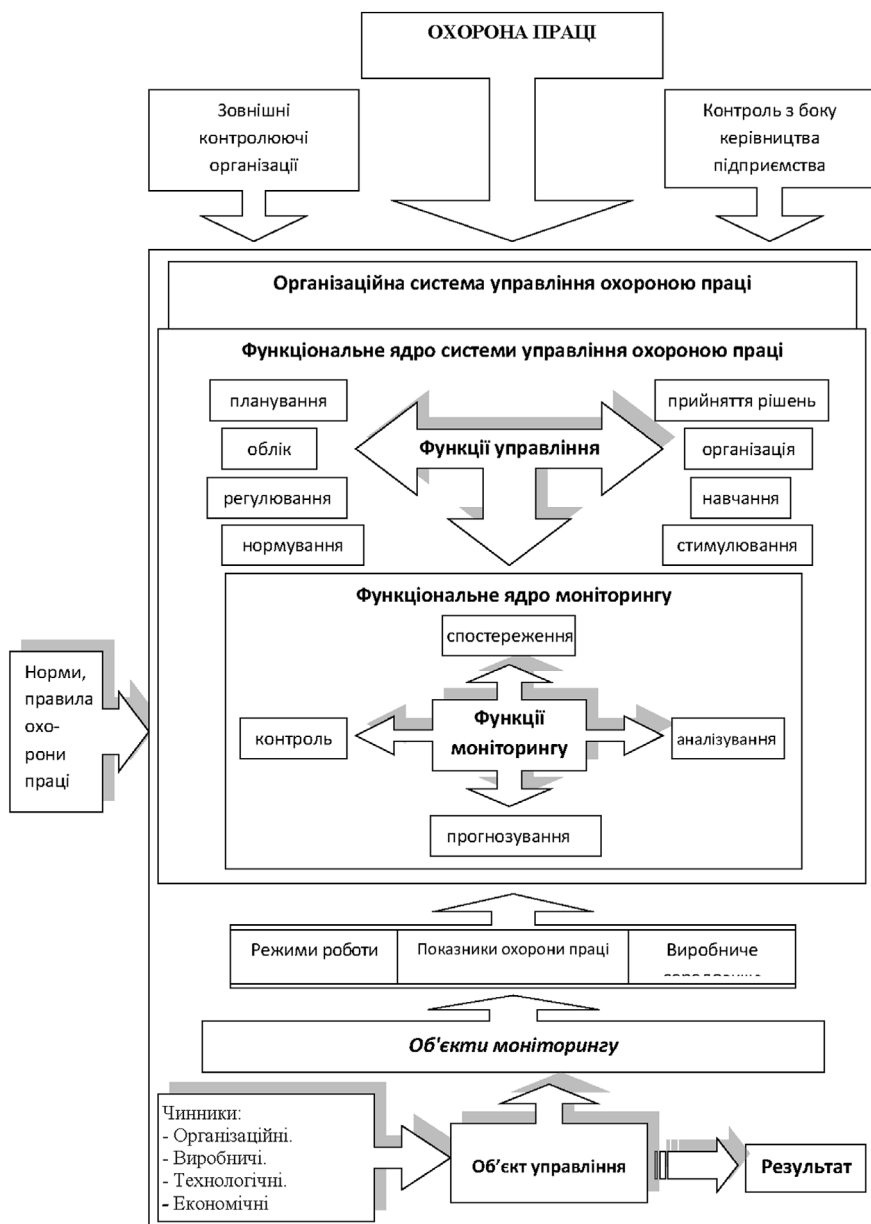 ОХОРОНА ПРАЦІ
Зовнішні
контролюючі
організації
Контроль з боку
керівництва
підприємства
Організаційна система управління охороною праці
Функціональне ядро системи управління охороною праці
планування
прийняття рішень
облік
Функції управління
організація
регулювання
навчання
нормування
стимулювання
Функціональне ядро моніторингу
спостереження
Норми,
правила
охо-
рони
праці
контроль
Функції
моніторингу
аналізування
прогнозування
Режими роботи
Показники охорони праці
Виробниче
Об'єкти моніторингу
Чинники:
- Організаційні.
- Виробничі.
- Технологічні.
- Економічні
Об’єкт управління
Результат